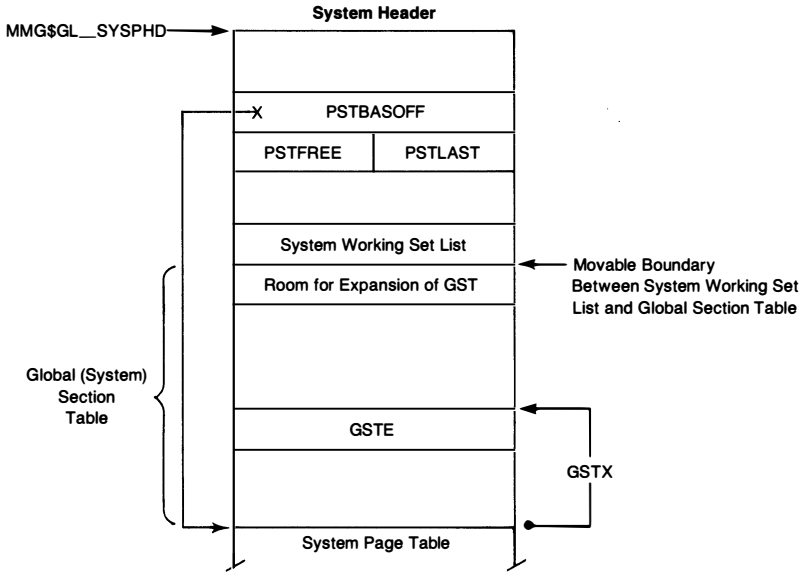 System Header
MMG$GL__SYSPHD
X
PSTBASOFF
PSTFREE PSTLAST
System Working Set List
Movable Boundary
Between System Working Set
List and Global Section Table
Room for Expansion of GST
Global (System)
Section
Table
GSTE
GSTX
System Page Table